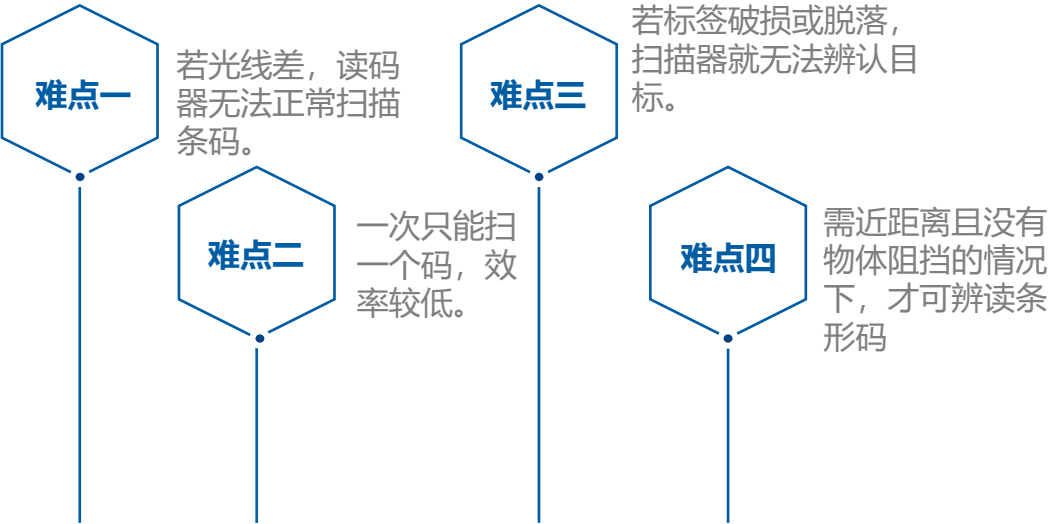 难点一
若光线差，读码
器无法正常扫描
条码。
难点二
一次只能扫
一个码，效
率较低。
难点三
若标签破损或脱落，
扫描器就无法辨认目
标。
难点四
需近距离且没有
物体阻挡的情况
下，才可辨读条
形码